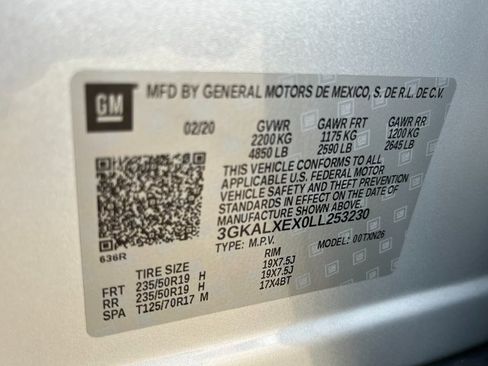 GM
MFD BY GENERAL MOTORS DE MEXICO, S. DE R.L. DE C.V.
02/20 GVWR GAWR FRT GAWR RR
2200 KG 1175 KG 1200 KG
4850 LB 2590 LB 2645 LB
THIS VEHICLE CONFORMS TO ALL
APPLICABLE U.S. FEDERAL MOTOR
VEHICLE SAFETY AND THEFT PREVENTION
STANDARDS IN EFFECT ON THE DATE OF
MANUFACTURE SHOWN ABOVE.
3GKALXEX0LL253230
TYPE: M.P.V. MODEL: 00TXN26
636R
TIRE SIZE RIM
FRT 235/50R19 H 19X7.5J
RR 235/50R19 H 19X7.5J
SPA T125/70R17 M 17X4BT